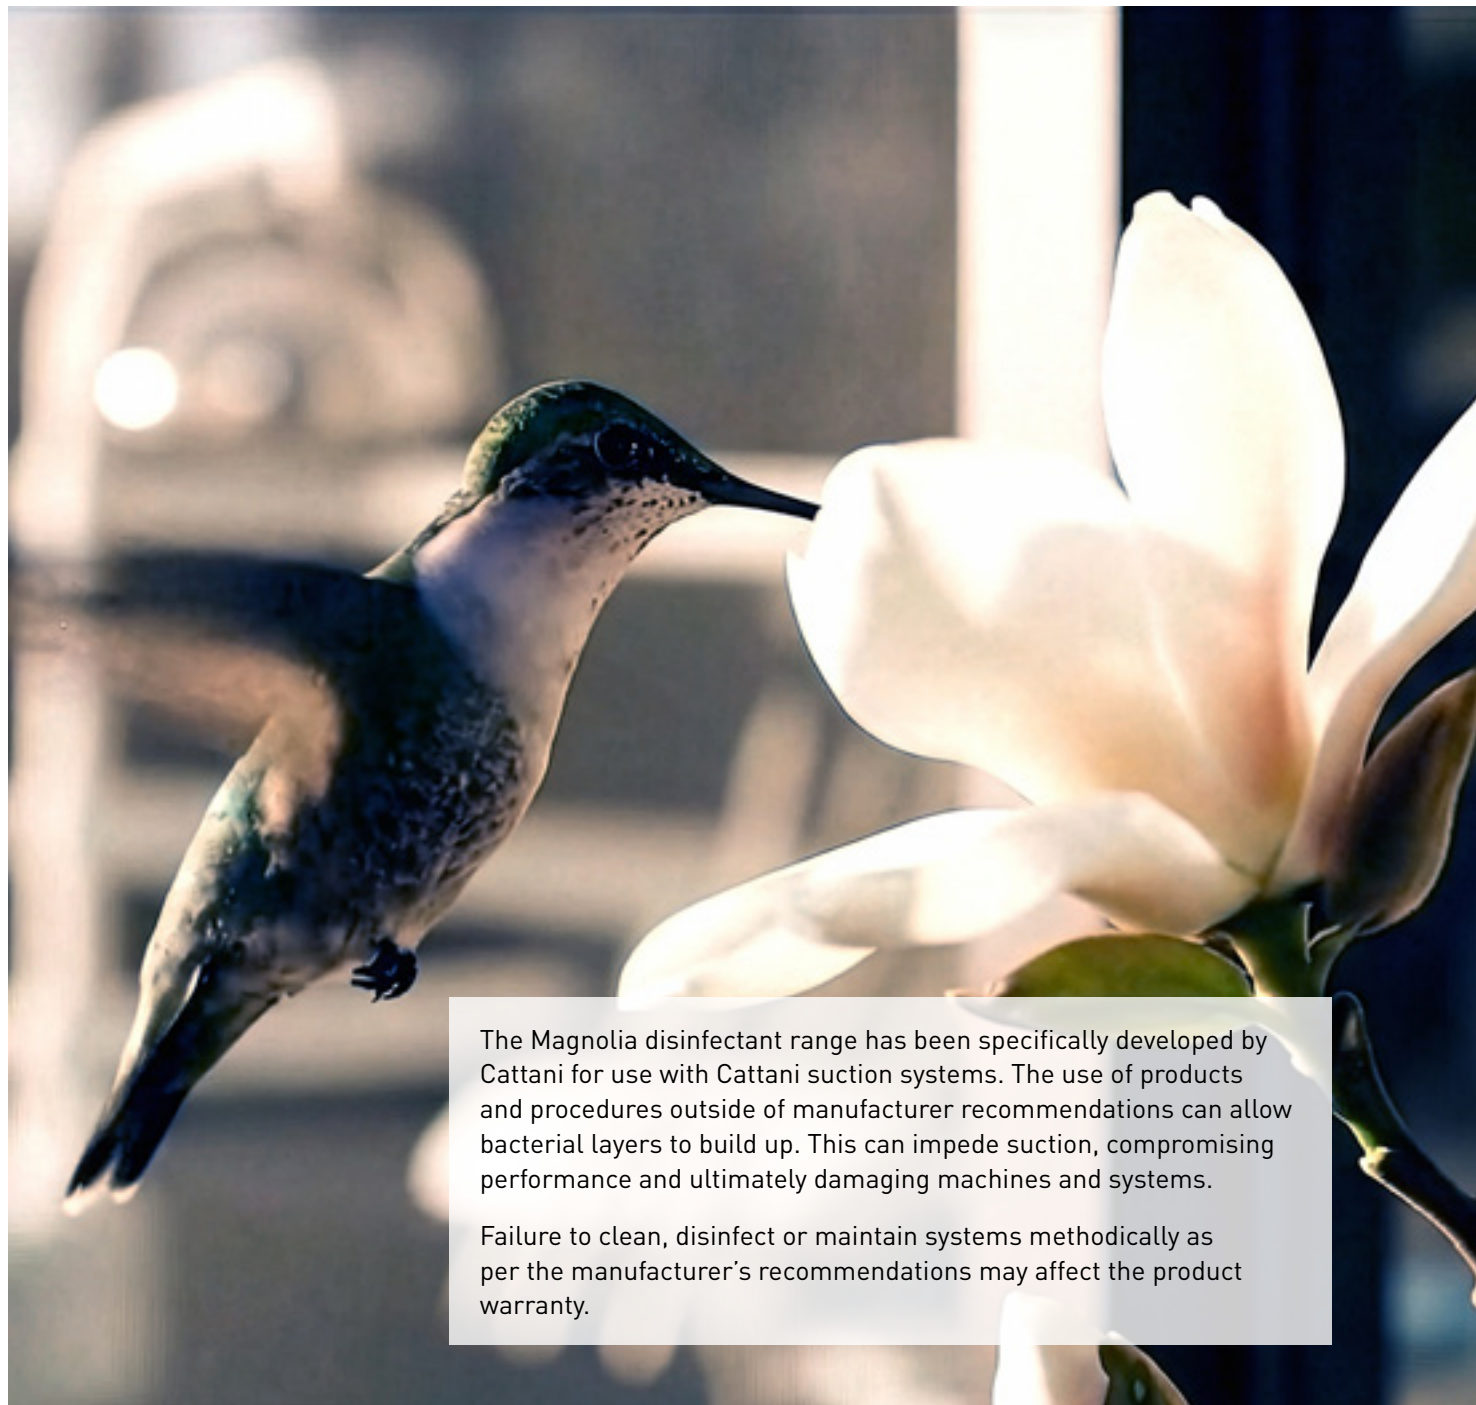 The Magnolia disinfectant range has been specifically developed by
Cattani for use with Cattani suction systems. The use of products
and procedures outside of manufacturer recommendations can allow
bacterial layers to build up. This can impede suction, compromising
performance and ultimately damaging machines and systems.
Failure to clean, disinfect or maintain systems methodically as
per the manufacturer’s recommendations may affect the product
warranty.